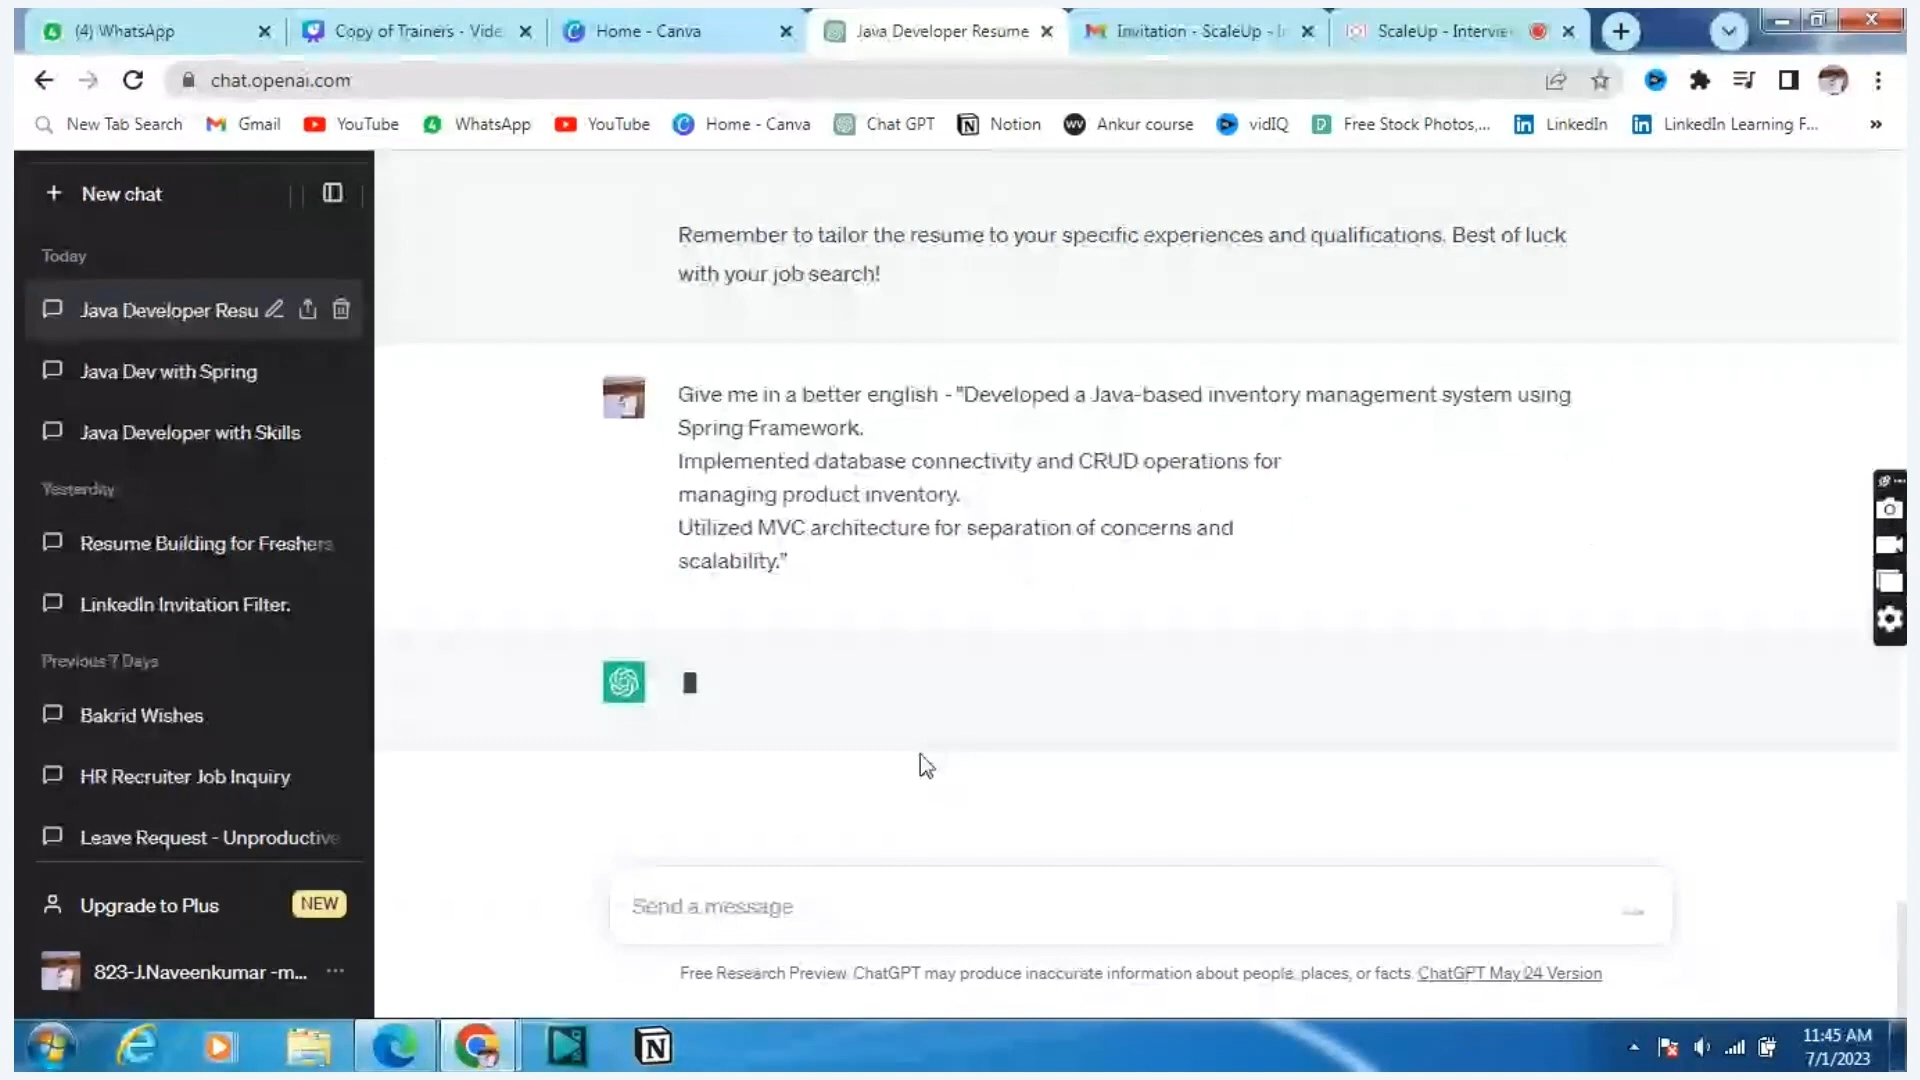 (4) WhatsApp
Copy of Trainers - Vide
Home - Canva
Java Developer Resume
Invitation - ScaleUp - I
ScaleUp - Intervie
chat.openai.com
New Tab Search
Gmail
YouTube
WhatsApp
YouTube
Home - Canva
Chat GPT
Notion
Ankur course
vidIQ
Free Stock Photos,...
LinkedIn
LinkedIn Learning F...
»
+ New chat
Today
Java Developer Resu
Java Dev with Spring
Java Developer with Skills
Yesterday
Resume Building for Freshers
LinkedIn Invitation Filter.
Previous 7 Days
Bakrid Wishes
HR Recruiter Job Inquiry
Leave Request - Unproductive
Upgrade to Plus
NEW
823-J.Naveenkumar -m...
Remember to tailor the resume to your specific experiences and qualifications. Best of luck
with your job search!
Give me in a better english - "Developed a Java-based inventory management system using
Spring Framework.
Implemented database connectivity and CRUD operations for
managing product inventory.
Utilized MVC architecture for separation of concerns and
scalability."
Send a message
Free Research Preview. ChatGPT may produce inaccurate information about people, places, or facts. ChatGPT May 24 Version
11:45 AM
7/1/2023